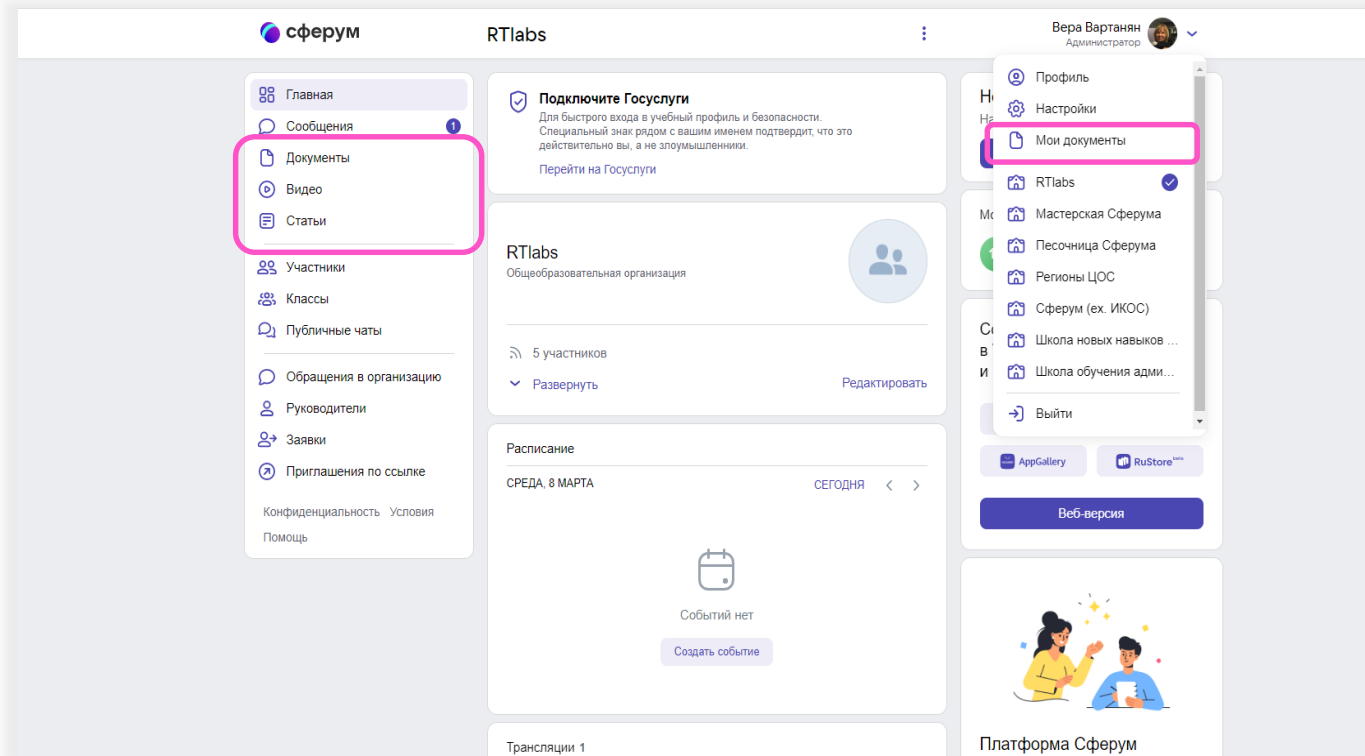 сферум
RTlabs
Вера Вартанян
Администратор
Главная
Сообщения
1
Документы
Видео
Статьи
Участники
Классы
Публичные чаты
Обращения в организацию
Руководители
Заявки
Приглашения по ссылке
Конфиденциальность Условия
Помощь
Подключите Госуслуги
Для быстрого входа в учебный профиль и безопасности.
Специальный знак рядом с вашим именем подтвердит, что это
действительно вы, а не злоумышленники.
Перейти на Госуслуги
RTlabs
Общеобразовательная организация
5 участников
Развернуть
Редактировать
Расписание
СРЕДА, 8 МАРТА
СЕГОДНЯ
Событий нет
Создать событие
Трансляции 1
Профиль
Настройки
Мои документы
RTlabs
Мастерская Сферума
Песочница Сферума
Регионы ЦОС
Сферум (ex. ИКОС)
Школа новых навыков ...
Школа обучения адми...
Выйти
в
и
AppGallery
RuStore
Веб-версия
Платформа Сферум